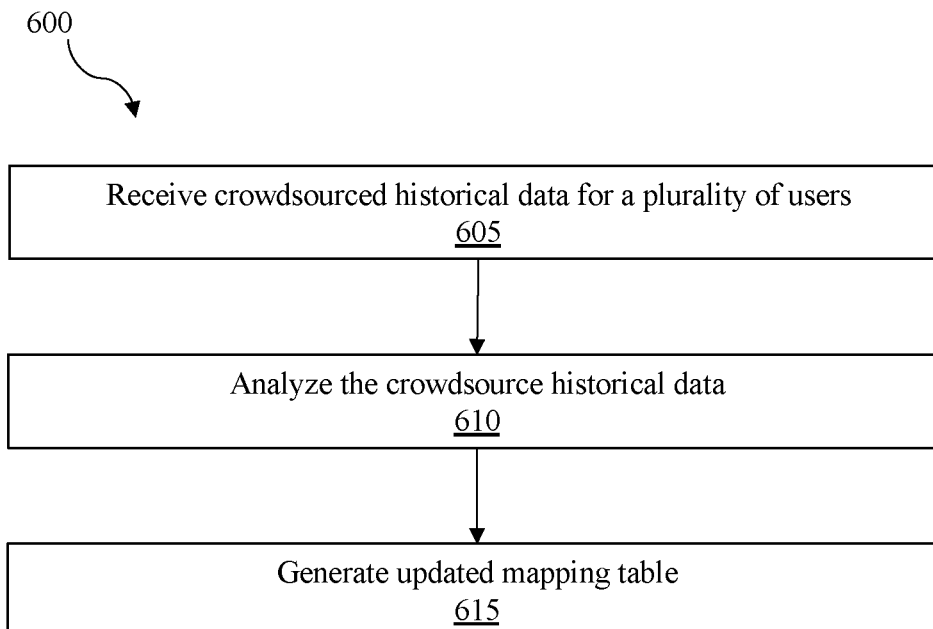 600
Receive crowdsourced historical data for a plurality of users
605
Analyze the crowdsource historical data
610
Generate updated mapping table
615